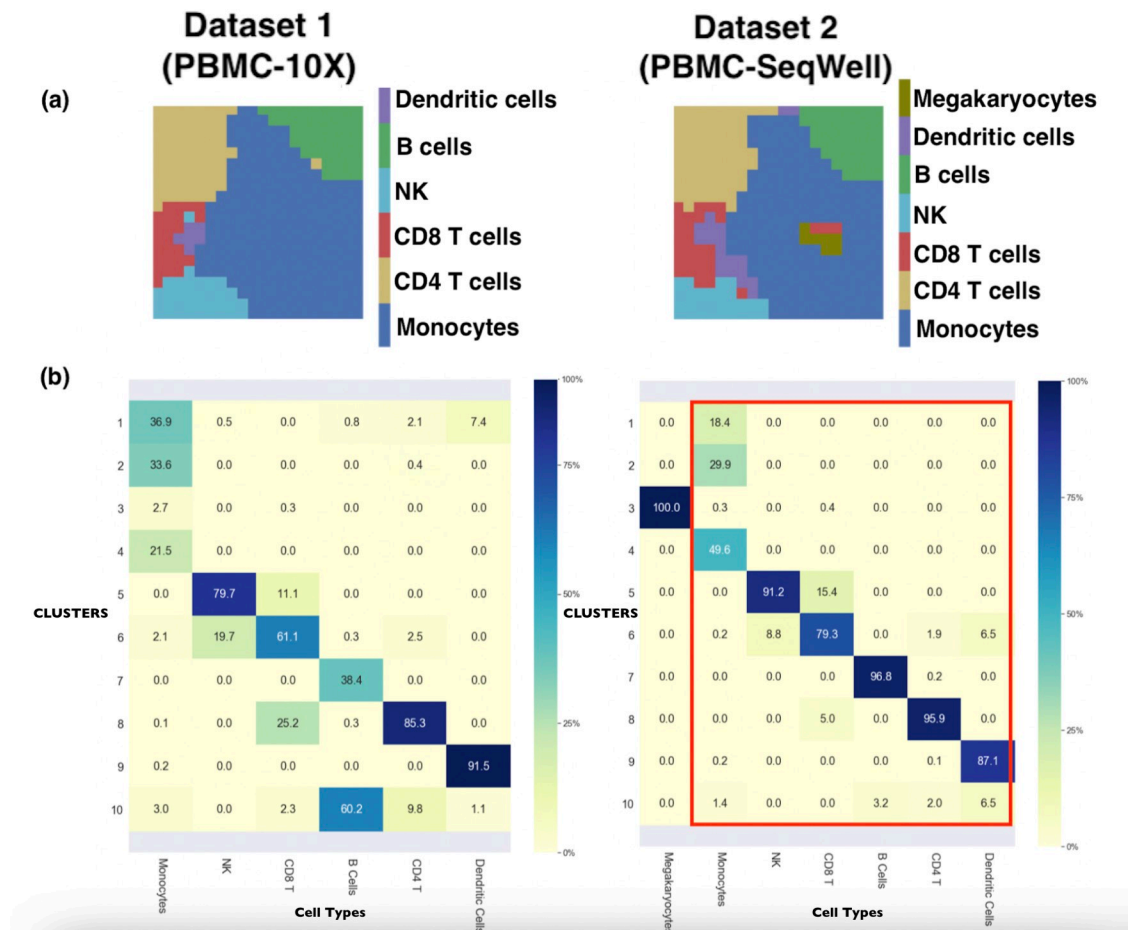 Dataset 1
(PBMC-10X)
Dataset 2
(PBMC-SeqWell)
(a)
Dendritic cells
B cells
NK
CD8 T cells
CD4 T cells
Monocytes
Megakaryocytes
Dendritic cells
B cells
NK
CD8 T cells
CD4 T cells
Monocytes
(b)
CLUSTERS
1 36.9 0.5 0.0 0.8 2.1 7.4
2 33.6 0.0 0.0 0.0 0.4 0.0
3 2.7 0.0 0.3 0.0 0.0 0.0
4 21.5 0.0 0.0 0.0 0.0 0.0
5 0.0 79.7 11.1 0.0 0.0 0.0
6 2.1 19.7 61.1 0.3 2.5 0.0
7 0.0 0.0 0.0 38.4 0.0 0.0
8 0.1 0.0 25.2 0.3 85.3 0.0
9 0.2 0.0 0.0 0.0 0.0 91.5
10 3.0 0.0 2.3 60.2 9.8 1.1
Monocytes
NK
CD8 T
B Cells
CD4 T
Dendritic Cells
Cell Types
100%
75%
50%
25%
0%
CLUSTERS
1 0.0 18.4 0.0 0.0 0.0 0.0 0.0
2 0.0 29.9 0.0 0.0 0.0 0.0 0.0
3 100.0 0.3 0.0 0.4 0.0 0.0 0.0
4 0.0 49.6 0.0 0.0 0.0 0.0 0.0
5 0.0 0.0 91.2 15.4 0.0 0.0 0.0
6 0.0 0.2 8.8 79.3 0.0 1.9 6.5
7 0.0 0.0 0.0 0.0 96.8 0.2 0.0
8 0.0 0.0 0.0 5.0 0.0 95.9 0.0
9 0.0 0.2 0.0 0.0 0.0 0.1 87.1
10 0.0 1.4 0.0 0.0 3.2 2.0 6.5
Megakaryocytes
Monocytes
NK
CD8 T
B Cells
CD4 T
Dendritic Cells
Cell Types
100%
75%
50%
25%
0%